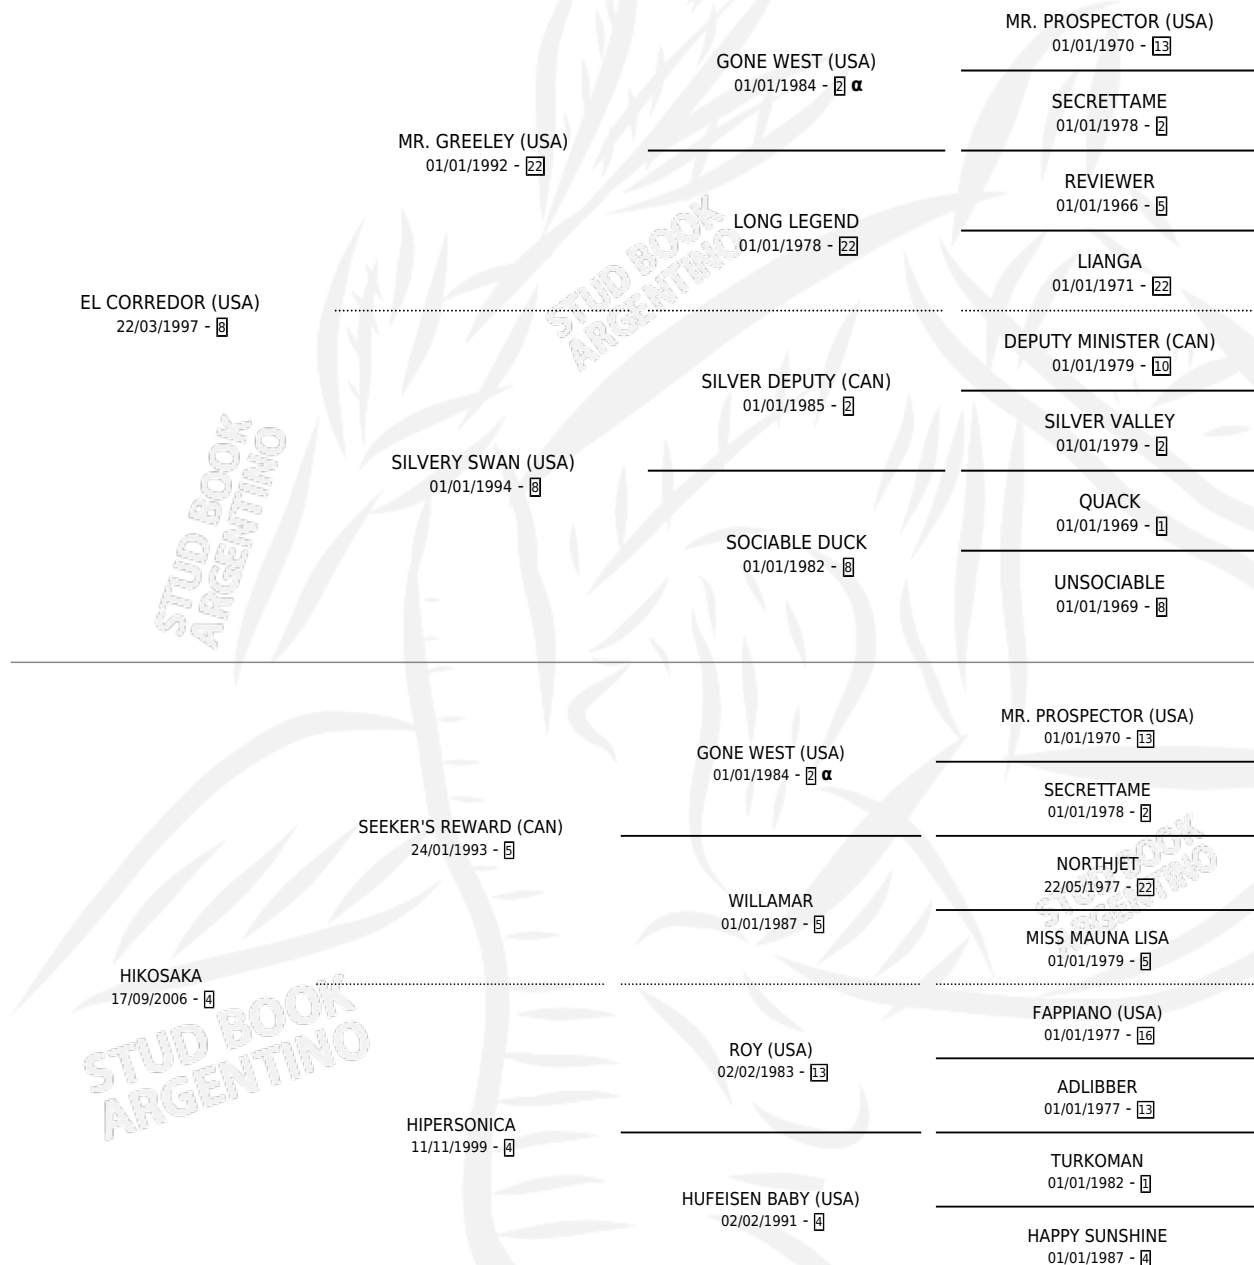 MR. PROSPECTOR (USA)
01/01/1970 - 13
GONE WEST (USA)
01/01/1984 - 2 α
SECRETTAME
01/01/1978 - 2
MR. GREELEY (USA)
01/01/1992 - 22
REVIEWER
01/01/1966 - 5
LONG LEGEND
01/01/1978 - 22
LIANGA
01/01/1971 - 22
EL CORREDOR (USA)
22/03/1997 - 8
STUD BOOK
ARGENTINO
DEPUTY MINISTER (CAN)
01/01/1979 - 10
SILVER DEPUTY (CAN)
01/01/1985 - 2
SILVER VALLEY
01/01/1979 - 2
SILVERY SWAN (USA)
01/01/1994 - 8
QUACK
01/01/1969 - 1
SOCIABLE DUCK
01/01/1982 - 8
UNSOCIABLE
01/01/1969 - 8
STUD BOOK
ARGENTINO
MR. PROSPECTOR (USA)
01/01/1970 - 13
GONE WEST (USA)
01/01/1984 - 2 α
SECRETTAME
01/01/1978 - 2
SEEKER'S REWARD (CAN)
24/01/1993 - 5
NORTHJET
22/05/1977 - 22
STUD BOOK
ARGENTINO
WILLAMAR
01/01/1987 - 5
MISS MAUNA LISA
01/01/1979 - 5
HIKOSAKA
17/09/2006 - 4
STUD BOOK
ARGENTINO
FAPPIANO (USA)
01/01/1977 - 16
ROY (USA)
02/02/1983 - 13
ADLIBBER
01/01/1977 - 13
HIPERSONICA
11/11/1999 - 4
TURKOMAN
01/01/1982 - 1
HUFEISEN BABY (USA)
02/02/1991 - 4
HAPPY SUNSHINE
01/01/1987 - 4